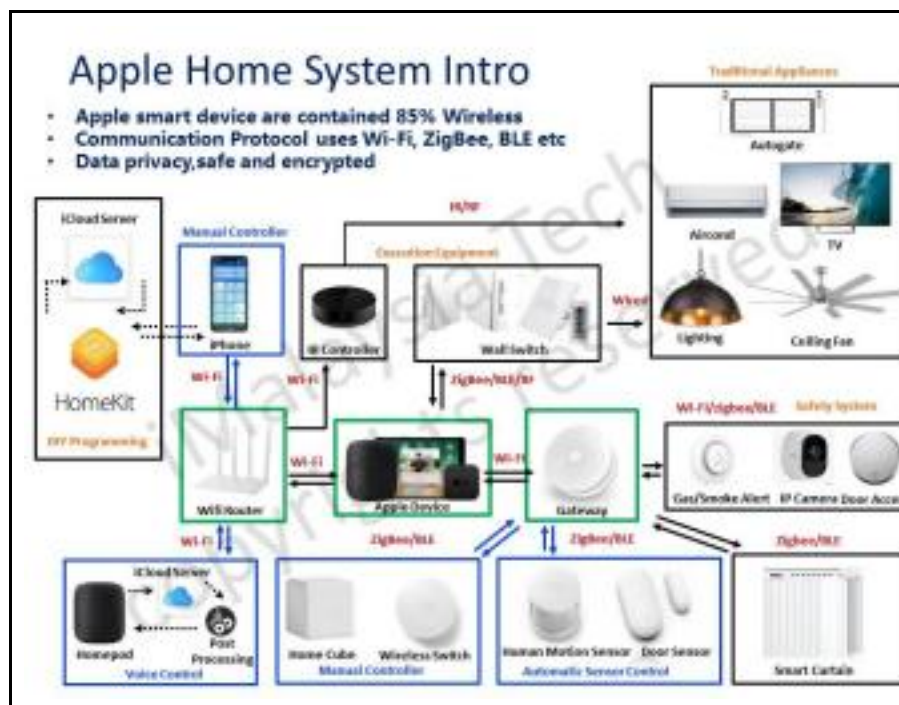 Apple Home System Intro
• Apple smart device are contained 85% Wireless
• Communication Protocol uses Wi-Fi, ZigBee, BLE etc
• Data privacy,safe and encrypted
Traditional Appliances
Autogate
Aircond
TV
Lighting
Ceiling Fan
iCloud Server
HomeKit
DIY Programming
Manual Controller
iPhone
IR/RF
Execution Equipment
IR Controller
Wall Switch
Wired
Wi-Fi
Wi-Fi
ZigBee/BLE/RF
Wi-Fi/zigbee/BLE
Safety System
Gas/Smoke Alert
IP Camera
Door
Wifi Router
Wi-Fi
Apple Device
Wi-Fi
Gateway
Wi-Fi
ZigBee/BLE
ZigBee/BLE
Zigbee/BLE
iCloud Server
Homepod
Post
Processing
Voice Control
Home Cube
Wireless Switch
Manual Controller
Human Motion Sensor
Door Sensor
Automatic Sensor Control
Smart Curtain
iMalaysia Tech
Copyrights reserved